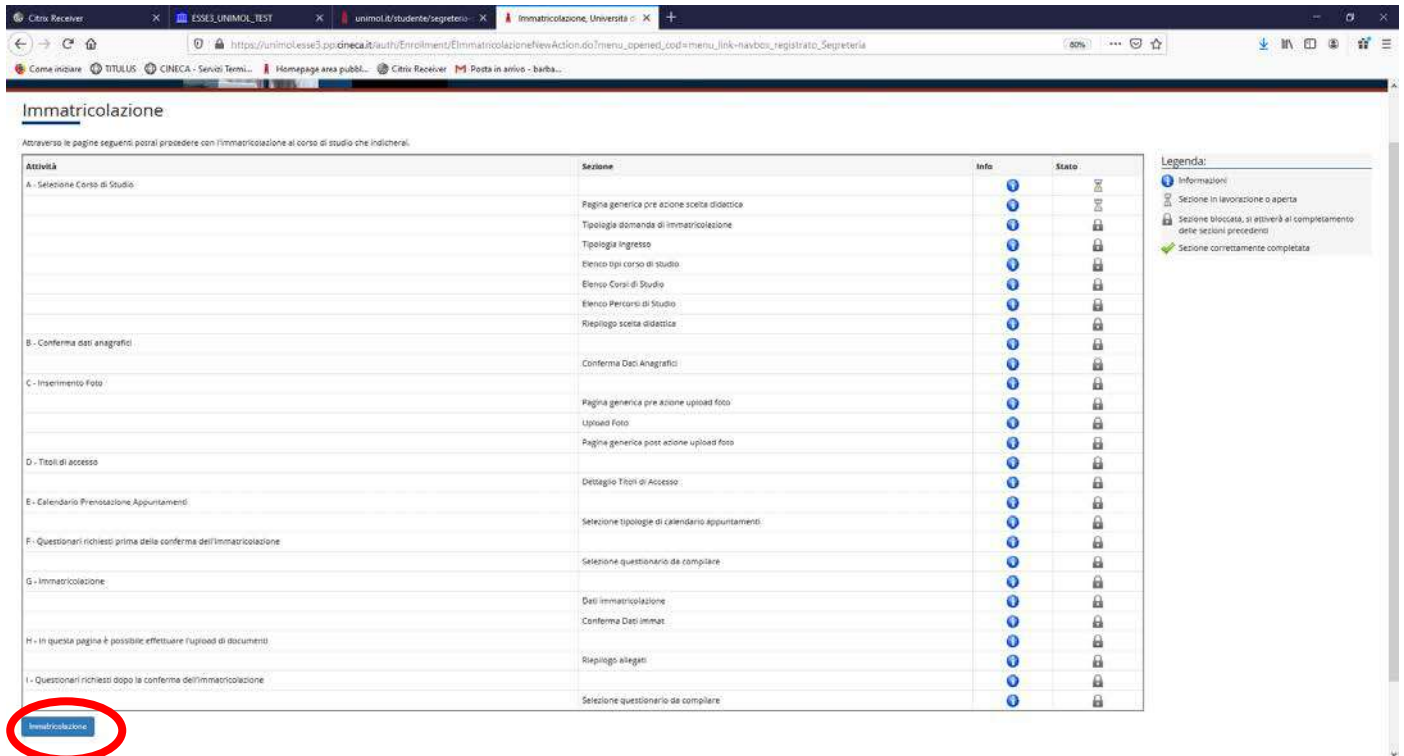 Citrix Receiver
ESSE3_UNIMOL_TEST
unimol.it/studente/segreterio
Immatricolazione, Università d
https://unimol.esse3.pp.cineca.it/auth/Enrollment/EImmatricolazioneNewAction.do?menu_opened_cod=menu_link-navbox_registrato_Segreteria
80%
Come iniziare TITULUS CINECA - Servizi Termi... Homepage area pubbl... Citrix Receiver Posta in arrivo - barba...
Immatricolazione
Attraverso le pagine seguenti potrai procedere con l'immatricolazione al corso di studio che indicherai.
Attività Sezione Info Stato
A - Selezione Corso di Studio
Pagina generica pre azione scelta didattica
Tipologia domanda di immatricolazione
Tipologia ingresso
Elenco tipi corso di studio
Elenco Corsi di Studio
Elenco Percorsi di Studio
Riepilogo scelta didattica
B - Conferma dati anagrafici
Conferma Dati Anagrafici
C - Inserimento Foto
Pagina generica pre azione upload foto
Upload Foto
Pagina generica post azione upload foto
D - Titoli di accesso
Dettaglio Titoli di Accesso
E - Calendario Prenotazione Appuntamenti
Selezione tipologie di calendario appuntamenti
F - Questionari richiesti prima della conferma dell'immatricolazione
Selezione questionario da compilare
G - Immatricolazione
Dati immatricolazione
Conferma Dati Immat.
H - In questa pagina è possibile effettuare l'upload di documenti
Riepilogo allegati
I - Questionari richiesti dopo la conferma dell'immatricolazione
Selezione questionario da compilare
Immatricolazione
Legenda:
Informazioni
Sezione in lavorazione o aperta
Sezione bloccata, si attiverà al completamento
delle sezioni precedenti
Sezione correttamente completata